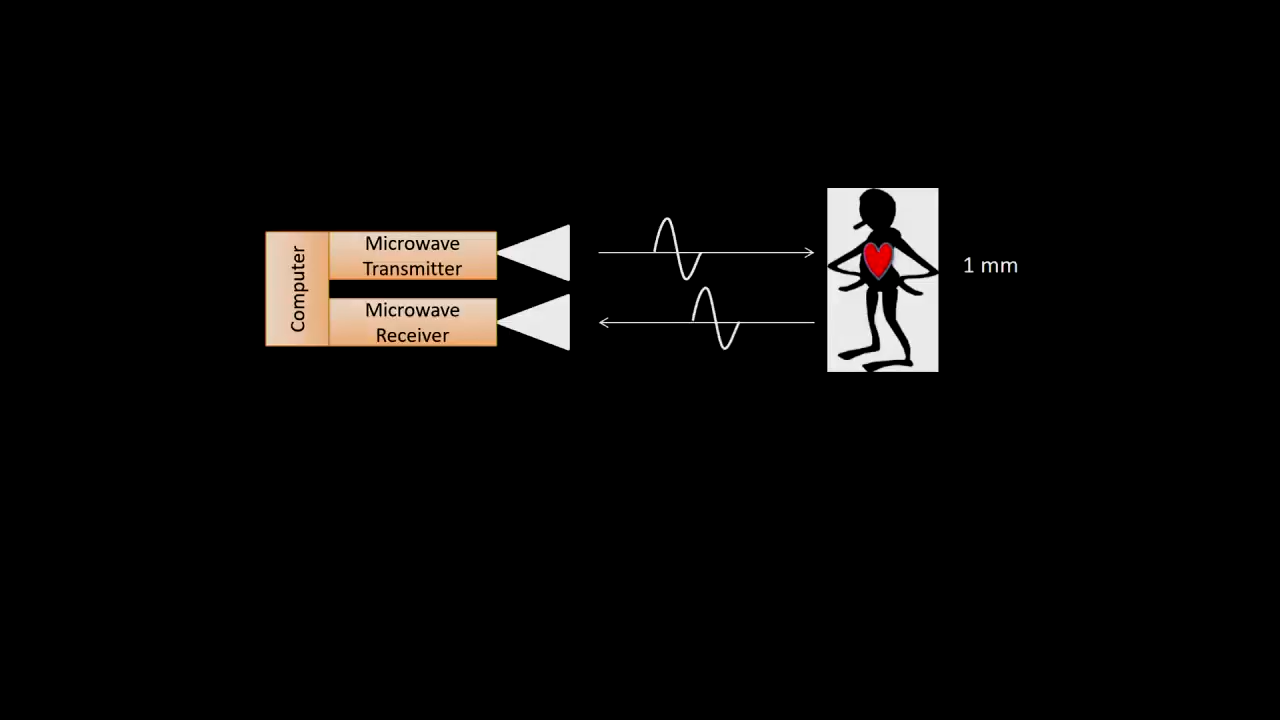 Computer
Microwave
Transmitter
Microwave
Receiver
1 mm